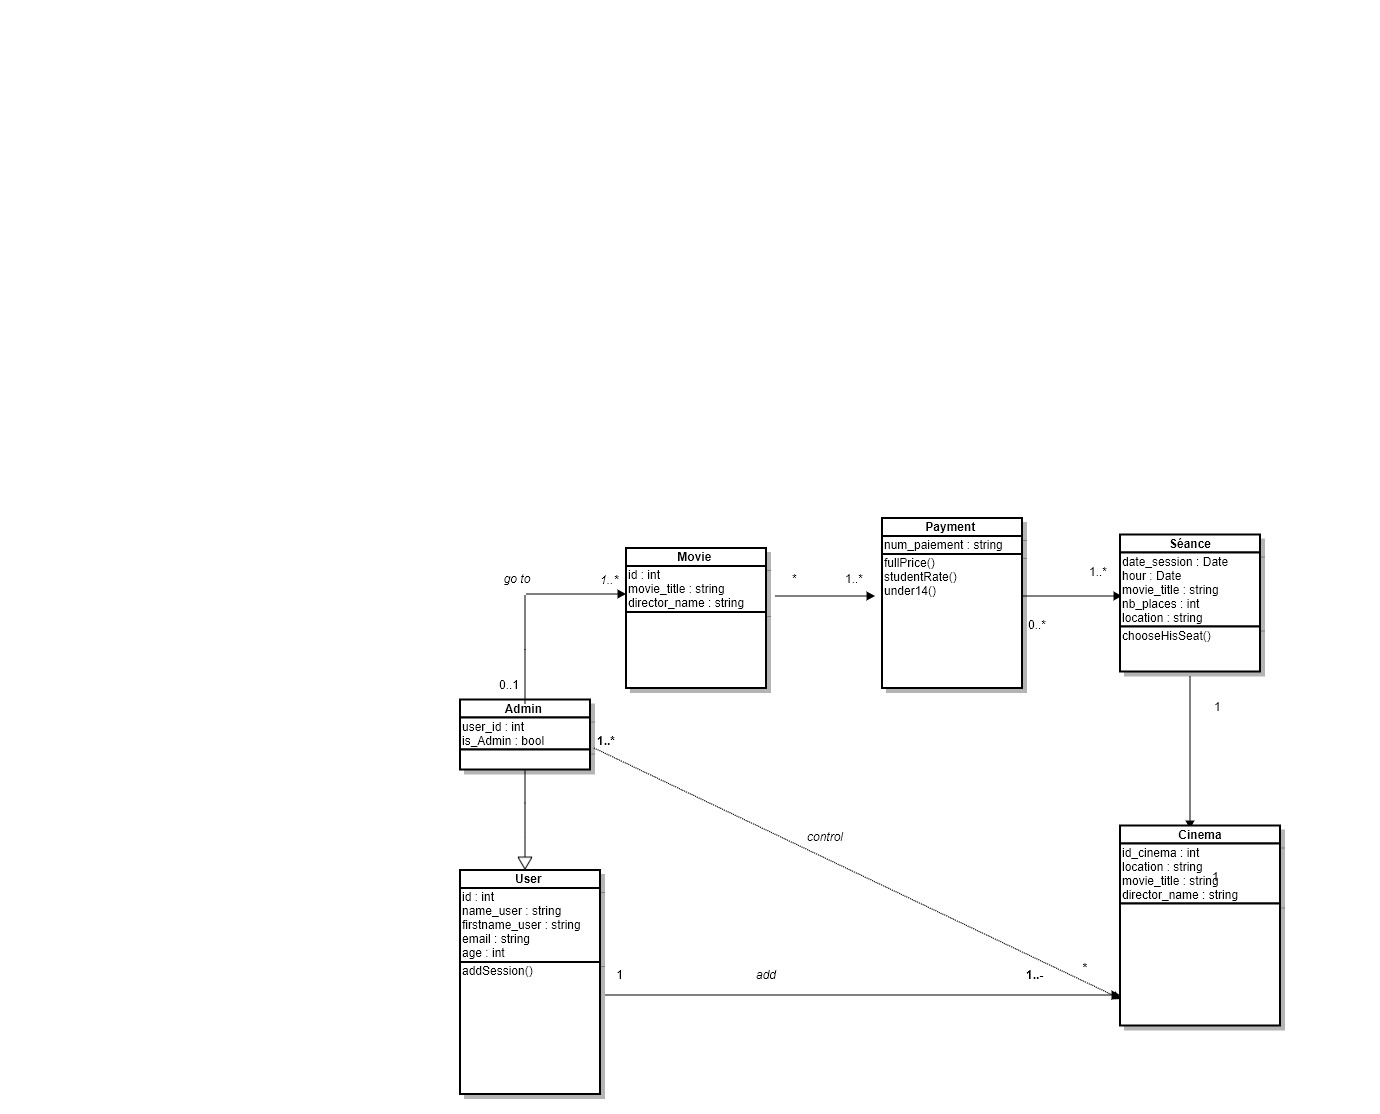 Payment
num_paiement : string
fullPrice()
studentRate()
under14()
Séance
date_session : Date
hour : Date
movie_title : string
nb_places : int
location : string
chooseHisSeat()
Movie
id : int
movie_title : string
director_name : string
go to
1..*
*
1..*
1..*
0..*
0..1
1
Admin
user_id : int
is_Admin : bool
1..*
control
Cinema
id_cinema : int
location : string
movie_title : string
1
director_name : string
User
id : int
name_user : string
firstname_user : string
email : string
age : int
addSession()
1
add
1..-
*